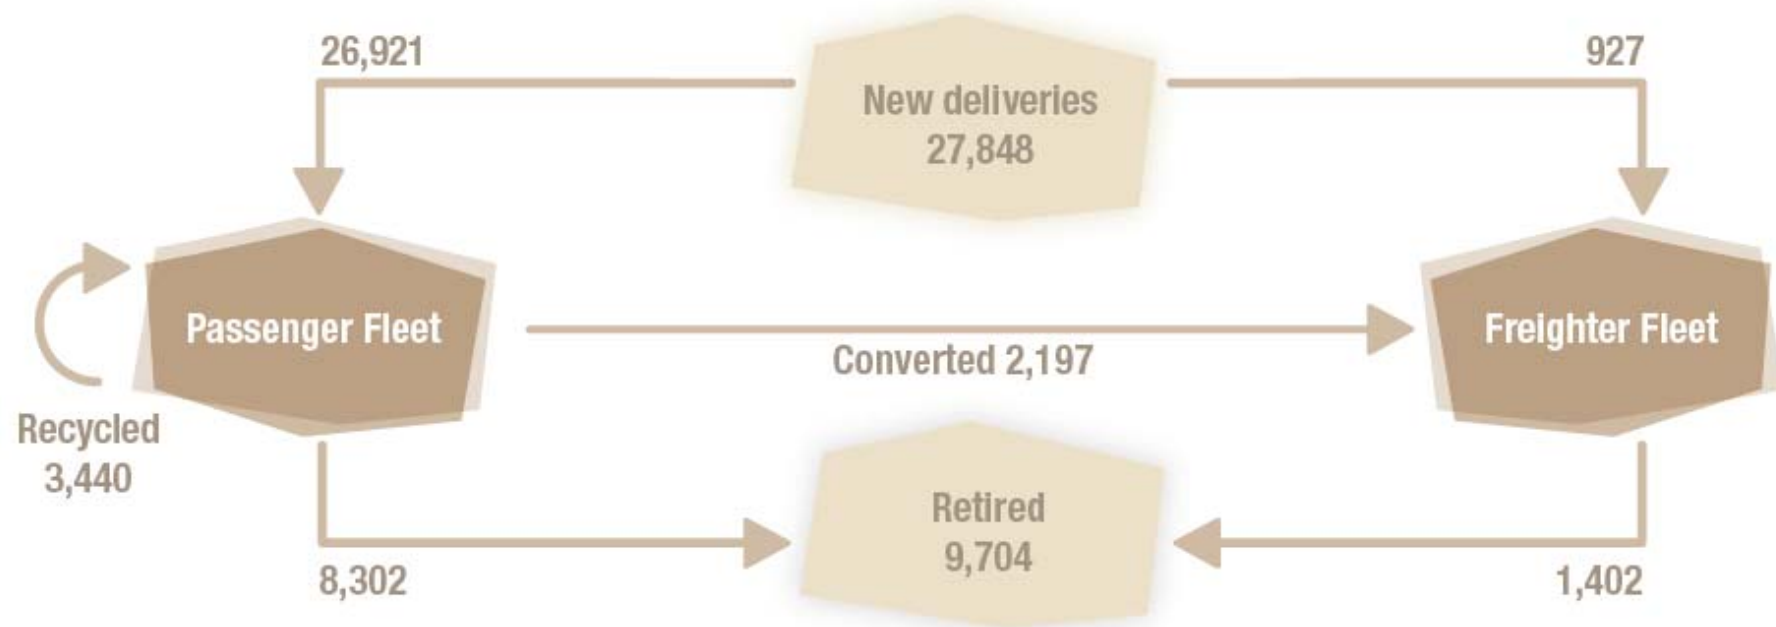 26,921
927
New deliveries
27,848
Passenger Fleet
Freighter Fleet
Converted 2,197
Recycled
3,440
Retired
9,704
8,302
1,402